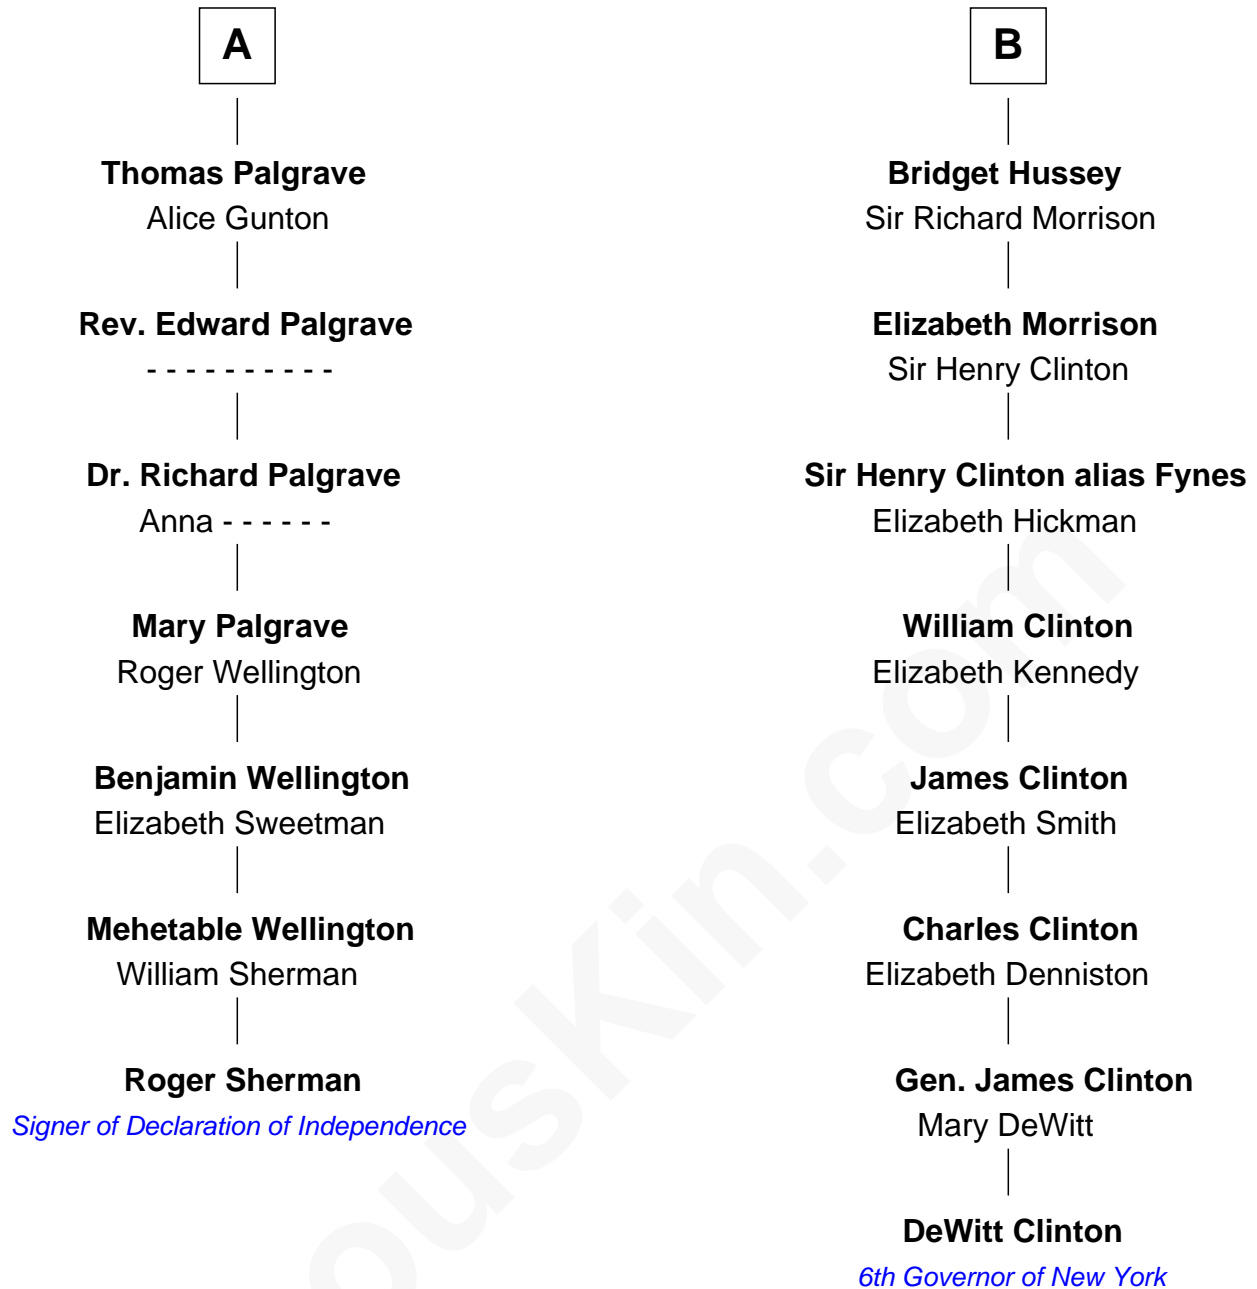 A
Thomas Palgrave
Alice Gunton
Rev. Edward Palgrave
- - - - - - - - - -
Dr. Richard Palgrave
Anna - - - - - -
Mary Palgrave
Roger Wellington
Benjamin Wellington
Elizabeth Sweetman
Mehetable Wellington
William Sherman
Roger Sherman
Signer of Declaration of Independence
B
Bridget Hussey
Sir Richard Morrison
Elizabeth Morrison
Sir Henry Clinton
Sir Henry Clinton alias Fynes
Elizabeth Hickman
William Clinton
Elizabeth Kennedy
James Clinton
Elizabeth Smith
Charles Clinton
Elizabeth Denniston
Gen. James Clinton
Mary DeWitt
DeWitt Clinton
6th Governor of New York
ousKin.com